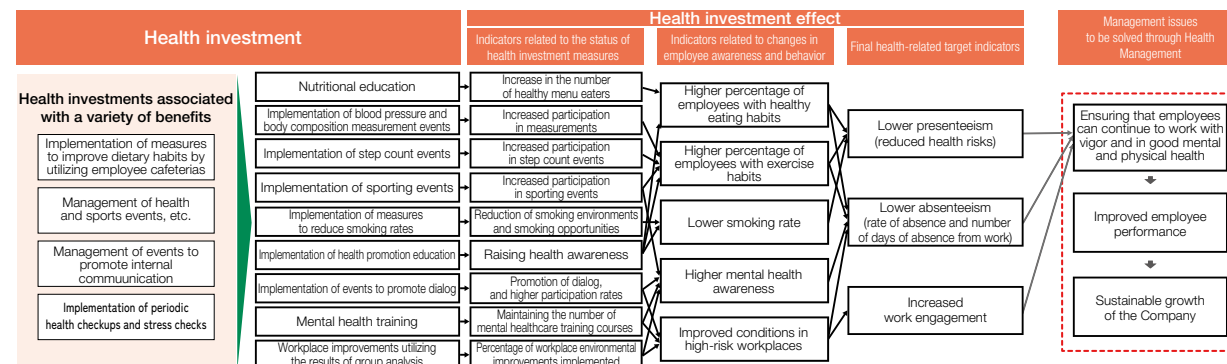 Health investment
Health investment effect
Indicators related to the status of
health investment measures
Indicators related to changes in
employee awareness and behavior
Final health-related target indicators
Management issues
to be solved through Health
Management
Health investments associated
with a variety of benefits
Implementation of measures
to improve dietary habits by
utilizing employee cafeterias
Management of health
and sports events, etc.
Management of events to
promote internal
commuunication
Implementation of periodic
health checkups and stress checks
Nutritional education
Implementation of blood pressure and
body composition measurement events
Implementation of step count events
Implementation of sporting events
Implementation of measures
to reduce smoking rates
Implementation of health promotion education
Implementation of events to promote dialog
Mental health training
Workplace improvements utilizing
the results of group analysis
Increase in the number
of healthy menu eaters
Increased participation
in measurements
Increased participation
in step count events
Increased participation
in sporting events
Reduction of smoking environments
and smoking opportunities
Raising health awareness
Promotion of dialog,
and higher participation rates
Maintaining the number of
mental healthcare training courses
Percentage of workplace environmental
improvements implemented
Higher percentage of
employees with healthy
eating habits
Higher percentage of
employees with exercise
habits
Lower smoking rate
Higher mental health
awareness
Improved conditions in
high-risk workplaces
Lower presenteeism
(reduced health risks)
Lower absenteeism
(rate of absence and number
of days of absence from work)
Increased
work engagement
Ensuring that employees
can continue to work with
vigor and in good mental
and physical health
Improved employee
performance
Sustainable growth
of the Company